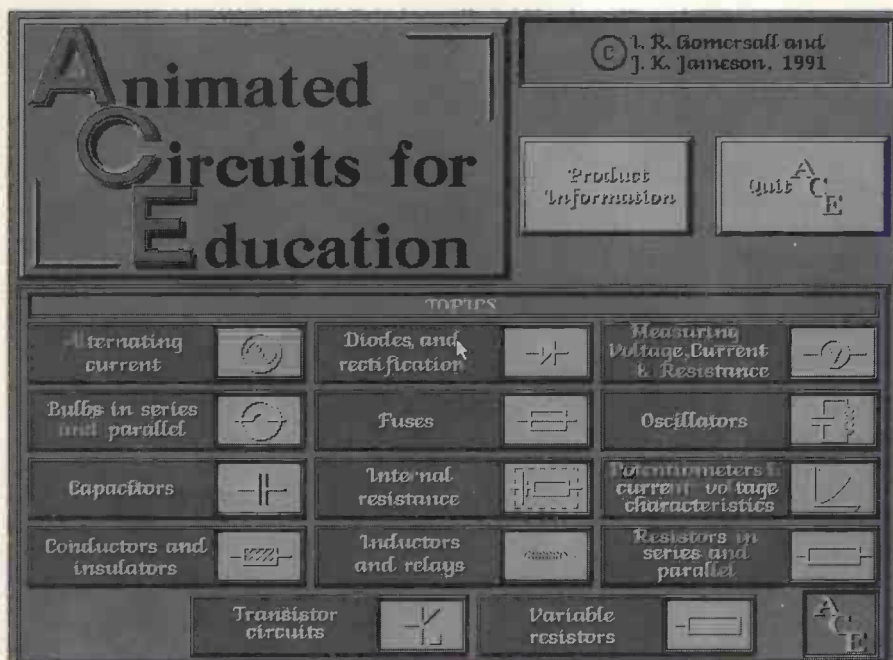 Animated
Circuits for
Education
© I. R. Gomersall and
J. K. Jameson, 1991
Product
Information
Quit ACE
TOPICS
Alternating
current
Diodes, and
rectification
Measuring
Voltage, Current
& Resistance
Bulbs in series
and parallel
Fuses
Oscillators
Capacitors
Internal
resistance
Potentiometers &
current voltage
characteristics
Conductors and
insulators
Inductors
and relays
Resistors in
series and
parallel
Transistor
circuits
Variable
resistors
ACE